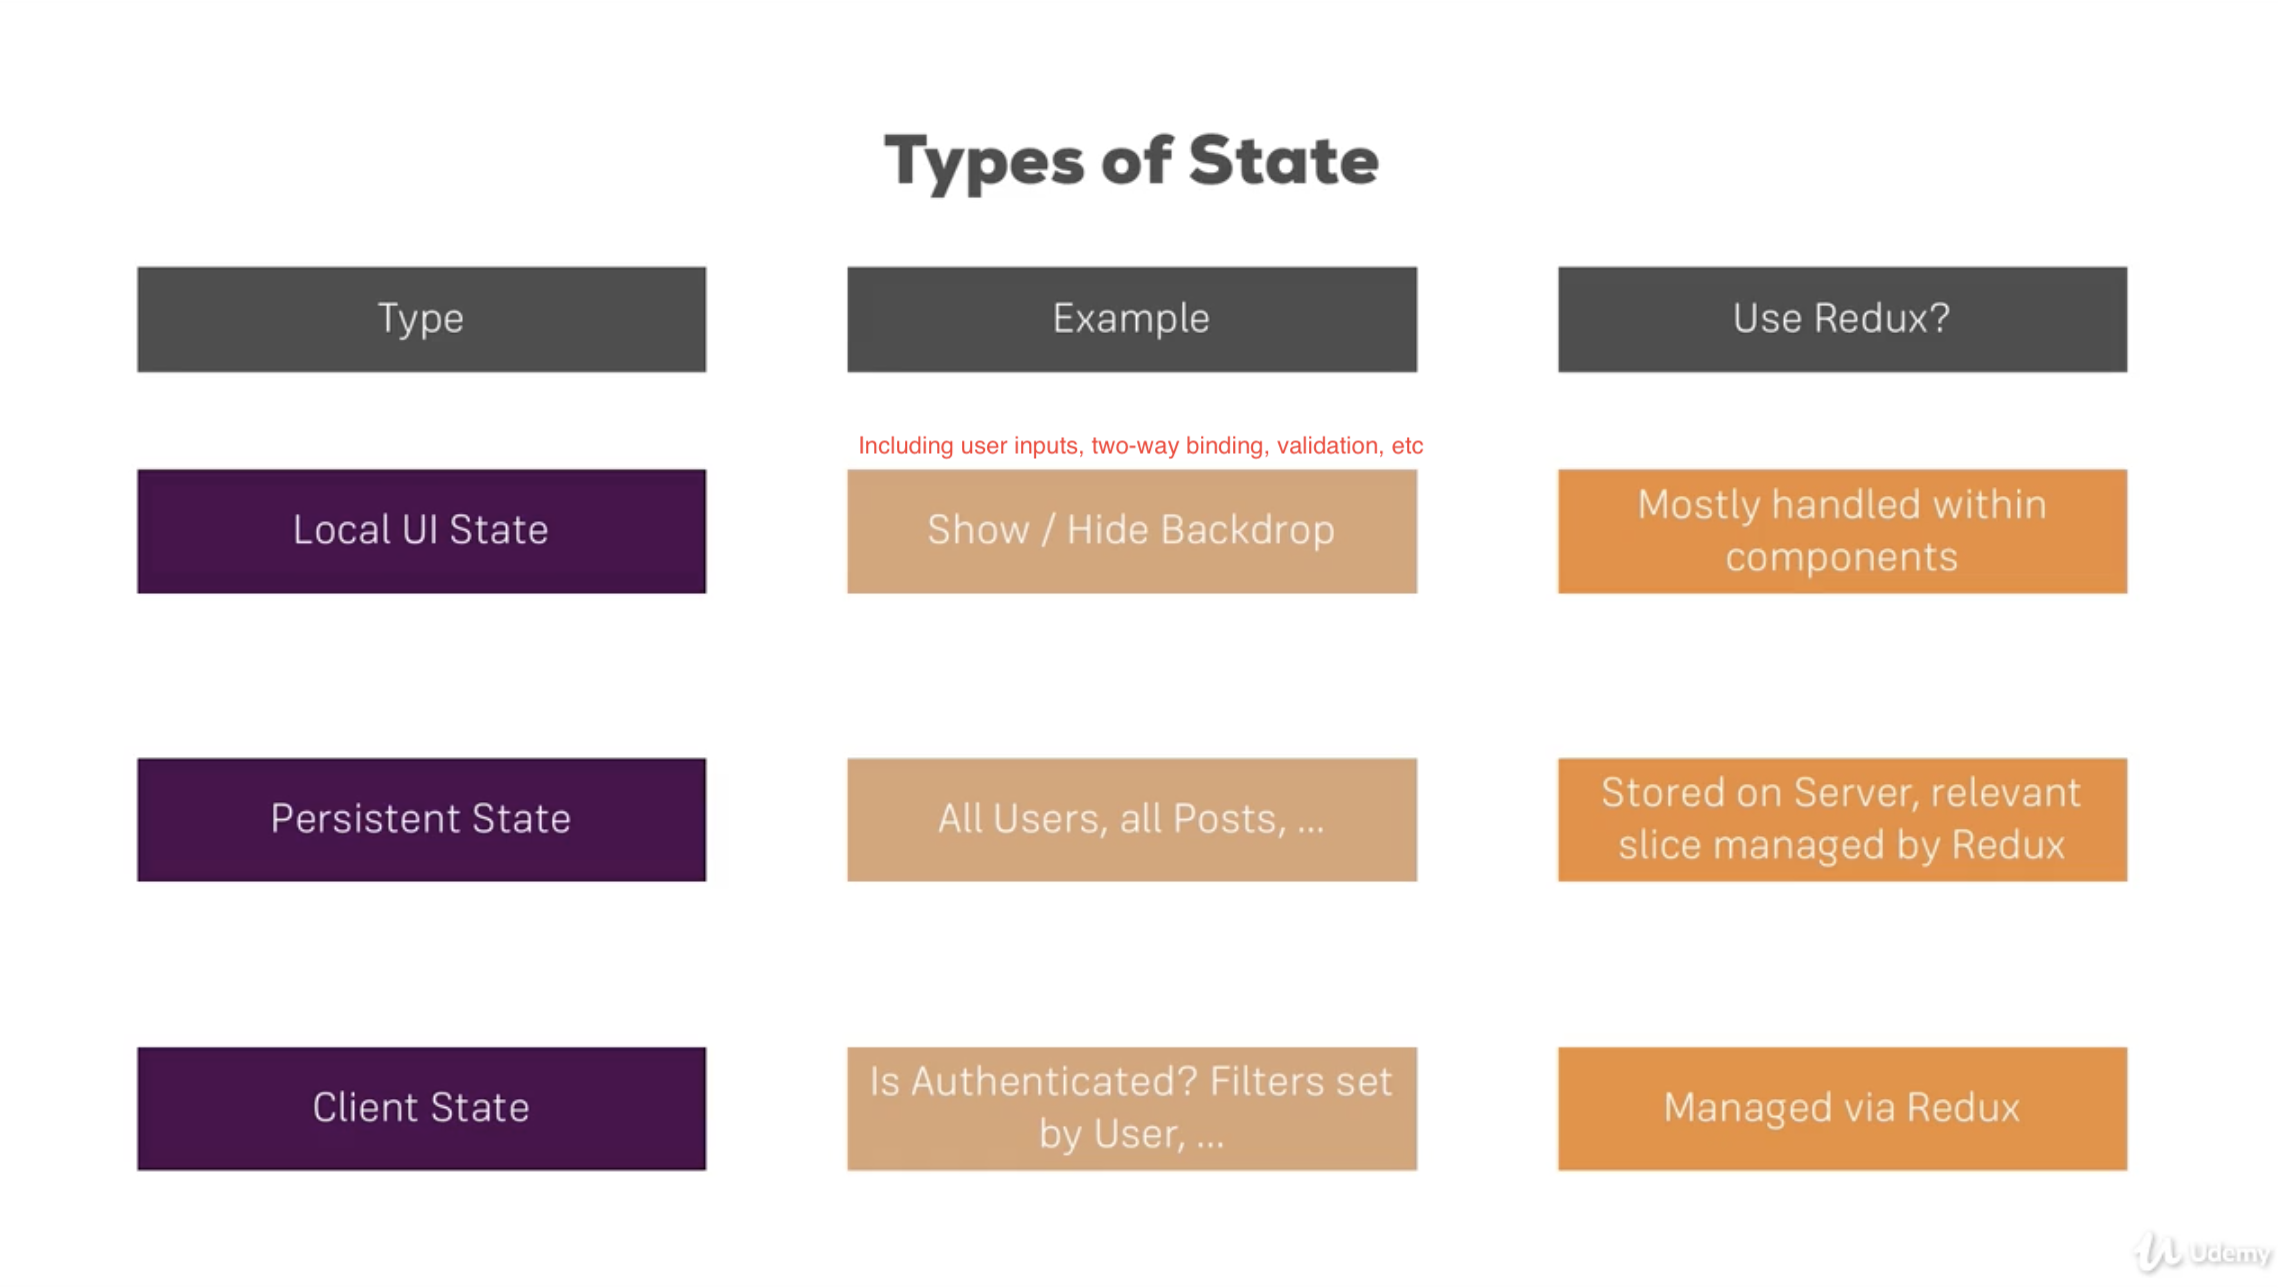 Types of State
Type
Example
Use Redux?
Including user inputs, two-way binding, validation, etc
Local UI State
Show / Hide Backdrop
Mostly handled within
components
Persistent State
All Users, all Posts, ...
Stored on Server, relevant
slice managed by Redux
Client State
Is Authenticated? Filters set
by User, ...
Managed via Redux
Udemy